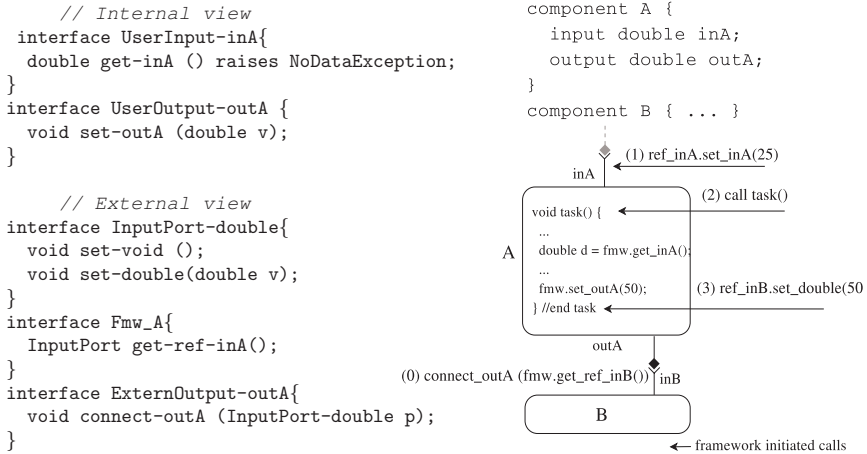 // Internal view
interface UserInput-inA{
double get-inA () raises NoDataException;
}
interface UserOutput-outA {
void set-outA (double v);
}
// External view
interface InputPort-double{
void set-void ();
void set-double(double v);
}
interface Fmw_A{
InputPort get-ref-inA();
}
interface ExternOutput-outA{
void connect-outA (InputPort-double p);
}
component A {
input double inA;
output double outA;
}
component B { ... }
(1) ref_inA.set_inA(25)
inA
(2) call task()
void task() {
...
double d = fmw.get_inA();
A
...
fmw.set_outA(50);
(3) ref_inB.set_double(50
} //end task
outA
(0) connect_outA (fmw.get_ref_inB())
inB
B
framework initiated calls